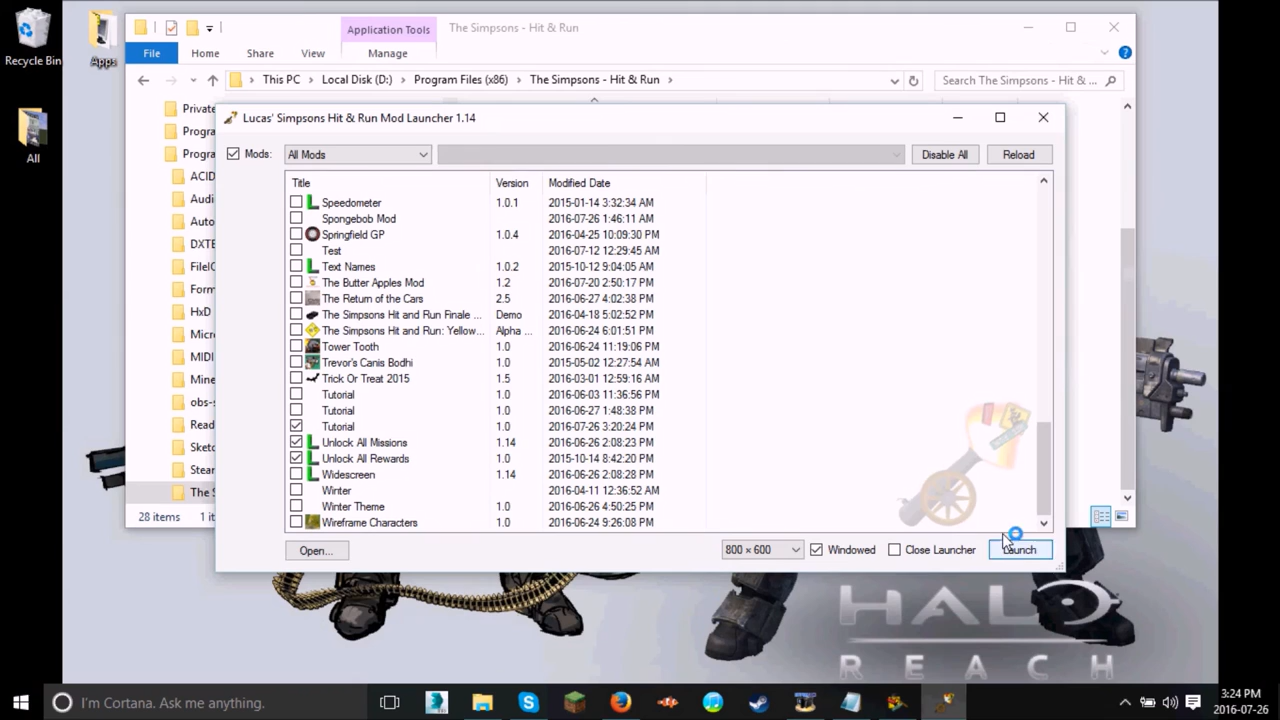 Application Tools
The Simpsons - Hit & Run
File Home Share View Manage
This PC Local Disk (D:) Program Files (x86) The Simpsons - Hit & Run
Search The Simpsons - Hit & ...
Recycle Bin
Apps
All
Private
Progra
Progra
ACID
Audi
Auto
DXTE
FileIC
Form
HxD
Micro
MIDI
Mine
obs-s
Read
Sketc
Stea
The S
28 items 1 it
Lucas' Simpsons Hit & Run Mod Launcher 1.14
Mods: All Mods Disable All Reload
Title Version Modified Date
Speedometer 1.0.1 2015-01-14 3:32:34 AM
Spongebob Mod 2016-07-26 1:46:11 AM
Springfield GP 1.0.4 2016-04-25 10:09:30 PM
Test 2016-07-12 12:29:45 AM
Text Names 1.0.2 2015-10-12 9:04:05 AM
The Butter Apples Mod 1.2 2016-07-20 2:50:17 PM
The Return of the Cars 2.5 2016-06-27 4:02:38 PM
The Simpsons Hit and Run Finale ... Demo 2016-04-18 5:02:52 PM
The Simpsons Hit and Run: Yellow... Alpha ... 2016-06-24 6:01:51 PM
Tower Tooth 1.0 2016-06-24 11:19:06 PM
Trevor's Canis Bodhi 1.0 2015-05-02 12:27:54 AM
Trick Or Treat 2015 1.5 2016-03-01 12:59:16 AM
Tutorial 1.0 2016-06-03 11:36:56 PM
Tutorial 1.0 2016-06-27 1:48:38 PM
Tutorial 1.0 2016-07-26 3:20:24 PM
Unlock All Missions 1.14 2016-06-26 2:08:23 PM
Unlock All Rewards 1.0 2015-10-14 8:42:20 PM
Widescreen 1.14 2016-06-26 2:08:28 PM
Winter 2016-04-11 12:36:52 AM
Winter Theme 1.0 2016-06-26 4:50:25 PM
Wireframe Characters 1.0 2016-06-24 9:26:08 PM
Open... 800 × 600 Windowed Close Launcher Launch
HALO
REACH
I'm Cortana. Ask me anything.
3:24 PM
2016-07-26